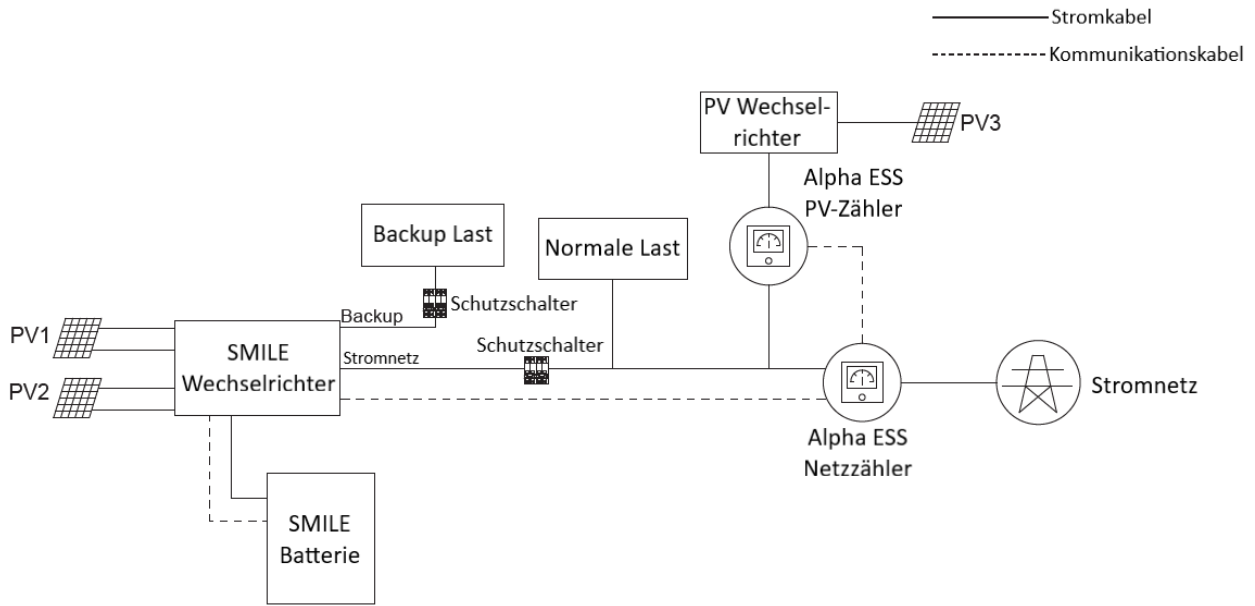 Stromkabel
Kommunikationskabel
PV Wechsel-
richter
PV3
Alpha ESS
PV-Zähler
Backup Last
Normale Last
Schutzschalter
Backup
PV1
SMILE
Wechselrichter
Stromnetz
Schutzschalter
PV2
Stromnetz
Alpha ESS
Netzzähler
SMILE
Batterie